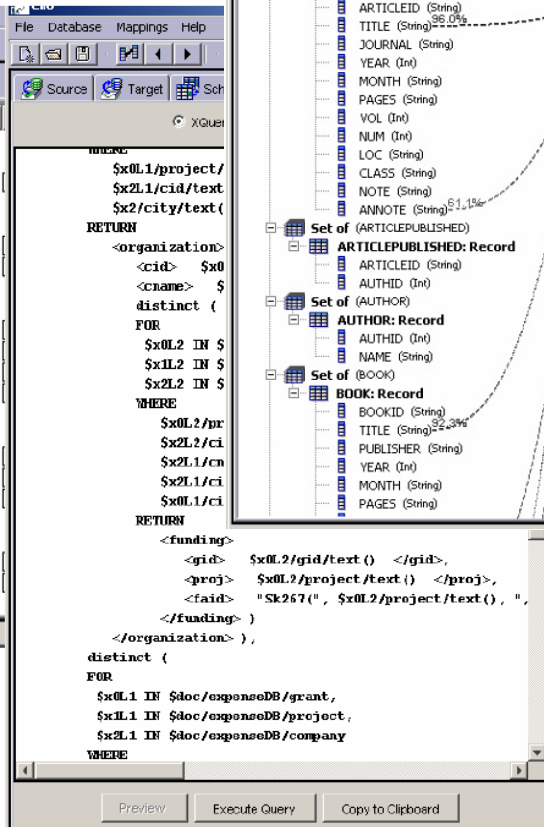 Clio
File Database Mappings Help
Source Target Sch
XQuer
WHERE
$x0L1/project/
$x2L1/cid/text
$x2/city/text(
RETURN
<organization>
<cid> $x0
<cname> $
distinct (
FOR
$x0L2 IN $
$x1L2 IN $
$x2L2 IN $
WHERE
$x0L2/pr
$x2L2/ci
$x2L1/cn
$x2L1/ci
$x0L1/ci
RETURN
<funding>
<gid> $x0L2/gid/text() </gid>,
<proj> $x0L2/project/text() </proj>,
<faid> "Sk267(", $x0L2/project/text(), ",
</funding> )
</organization> ),
distinct (
FOR
$x0L1 IN $doc/expenseDB/grant,
$x1L1 IN $doc/expenseDB/project,
$x2L1 IN $doc/expenseDB/company
WHERE
Preview Execute Query Copy to Clipboard
ARTICLEID (String)
TITLE (String) 96.0%
JOURNAL (String)
YEAR (Int)
MONTH (String)
PAGES (String)
VOL (Int)
NUM (Int)
LOC (String)
CLASS (String)
NOTE (String)
ANNOTE (String) 61.1%
Set of (ARTICLEPUBLISHED)
ARTICLEPUBLISHED: Record
ARTICLEID (String)
AUTHID (Int)
Set of (AUTHOR)
AUTHOR: Record
AUTHID (Int)
NAME (String)
Set of (BOOK)
BOOK: Record
BOOKID (String)
TITLE (String) 92.3%
PUBLISHER (String)
YEAR (Int)
MONTH (String)
PAGES (String)